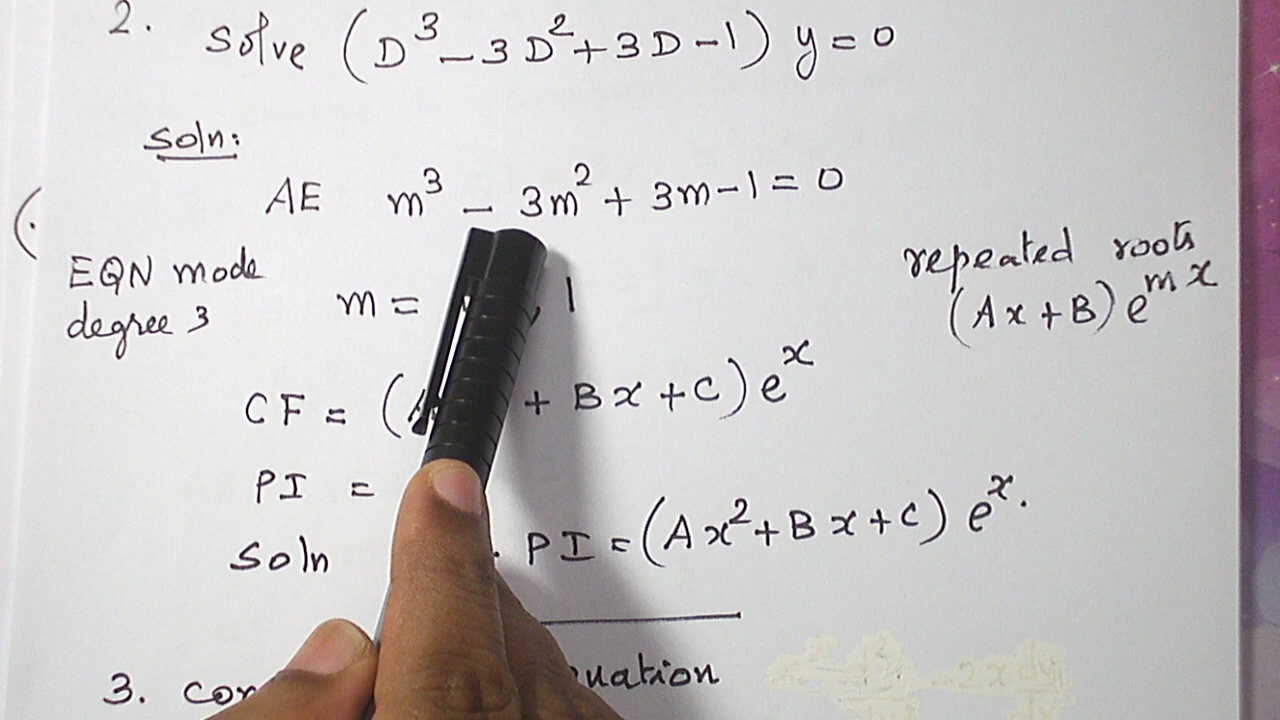 2. Solve (D³ - 3D² + 3D - 1) y = 0
Soln:
AE m³ - 3m² + 3m - 1 = 0
(.
EQN mode
degree 3
m = , 1
repeated roots
(Ax + B) e^{mx}
CF = ( + Bx + C) e^x
PI =
Soln . PI = (Ax² + Bx + C) e^x.
3.